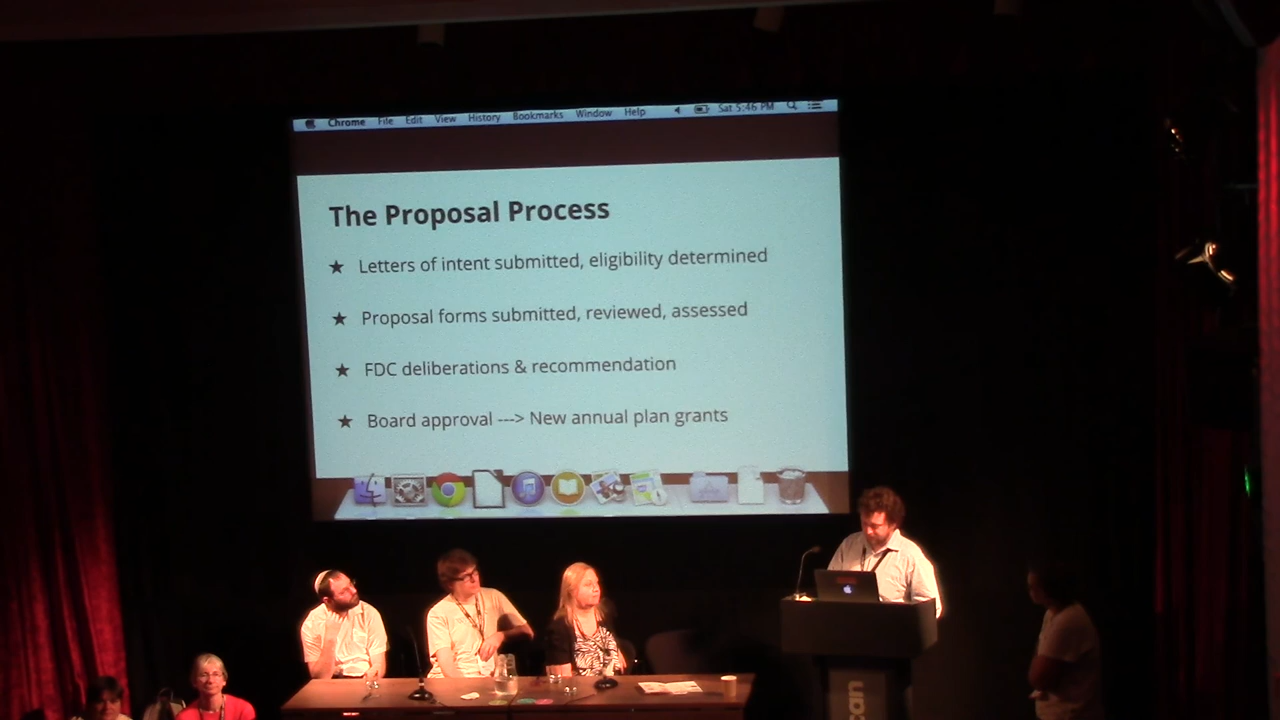 Chrome File Edit View History Bookmarks Window Help Sat 5:46 PM
The Proposal Process
★ Letters of intent submitted, eligibility determined
★ Proposal forms submitted, reviewed, assessed
★ FDC deliberations & recommendation
★ Board approval ---> New annual plan grants
can